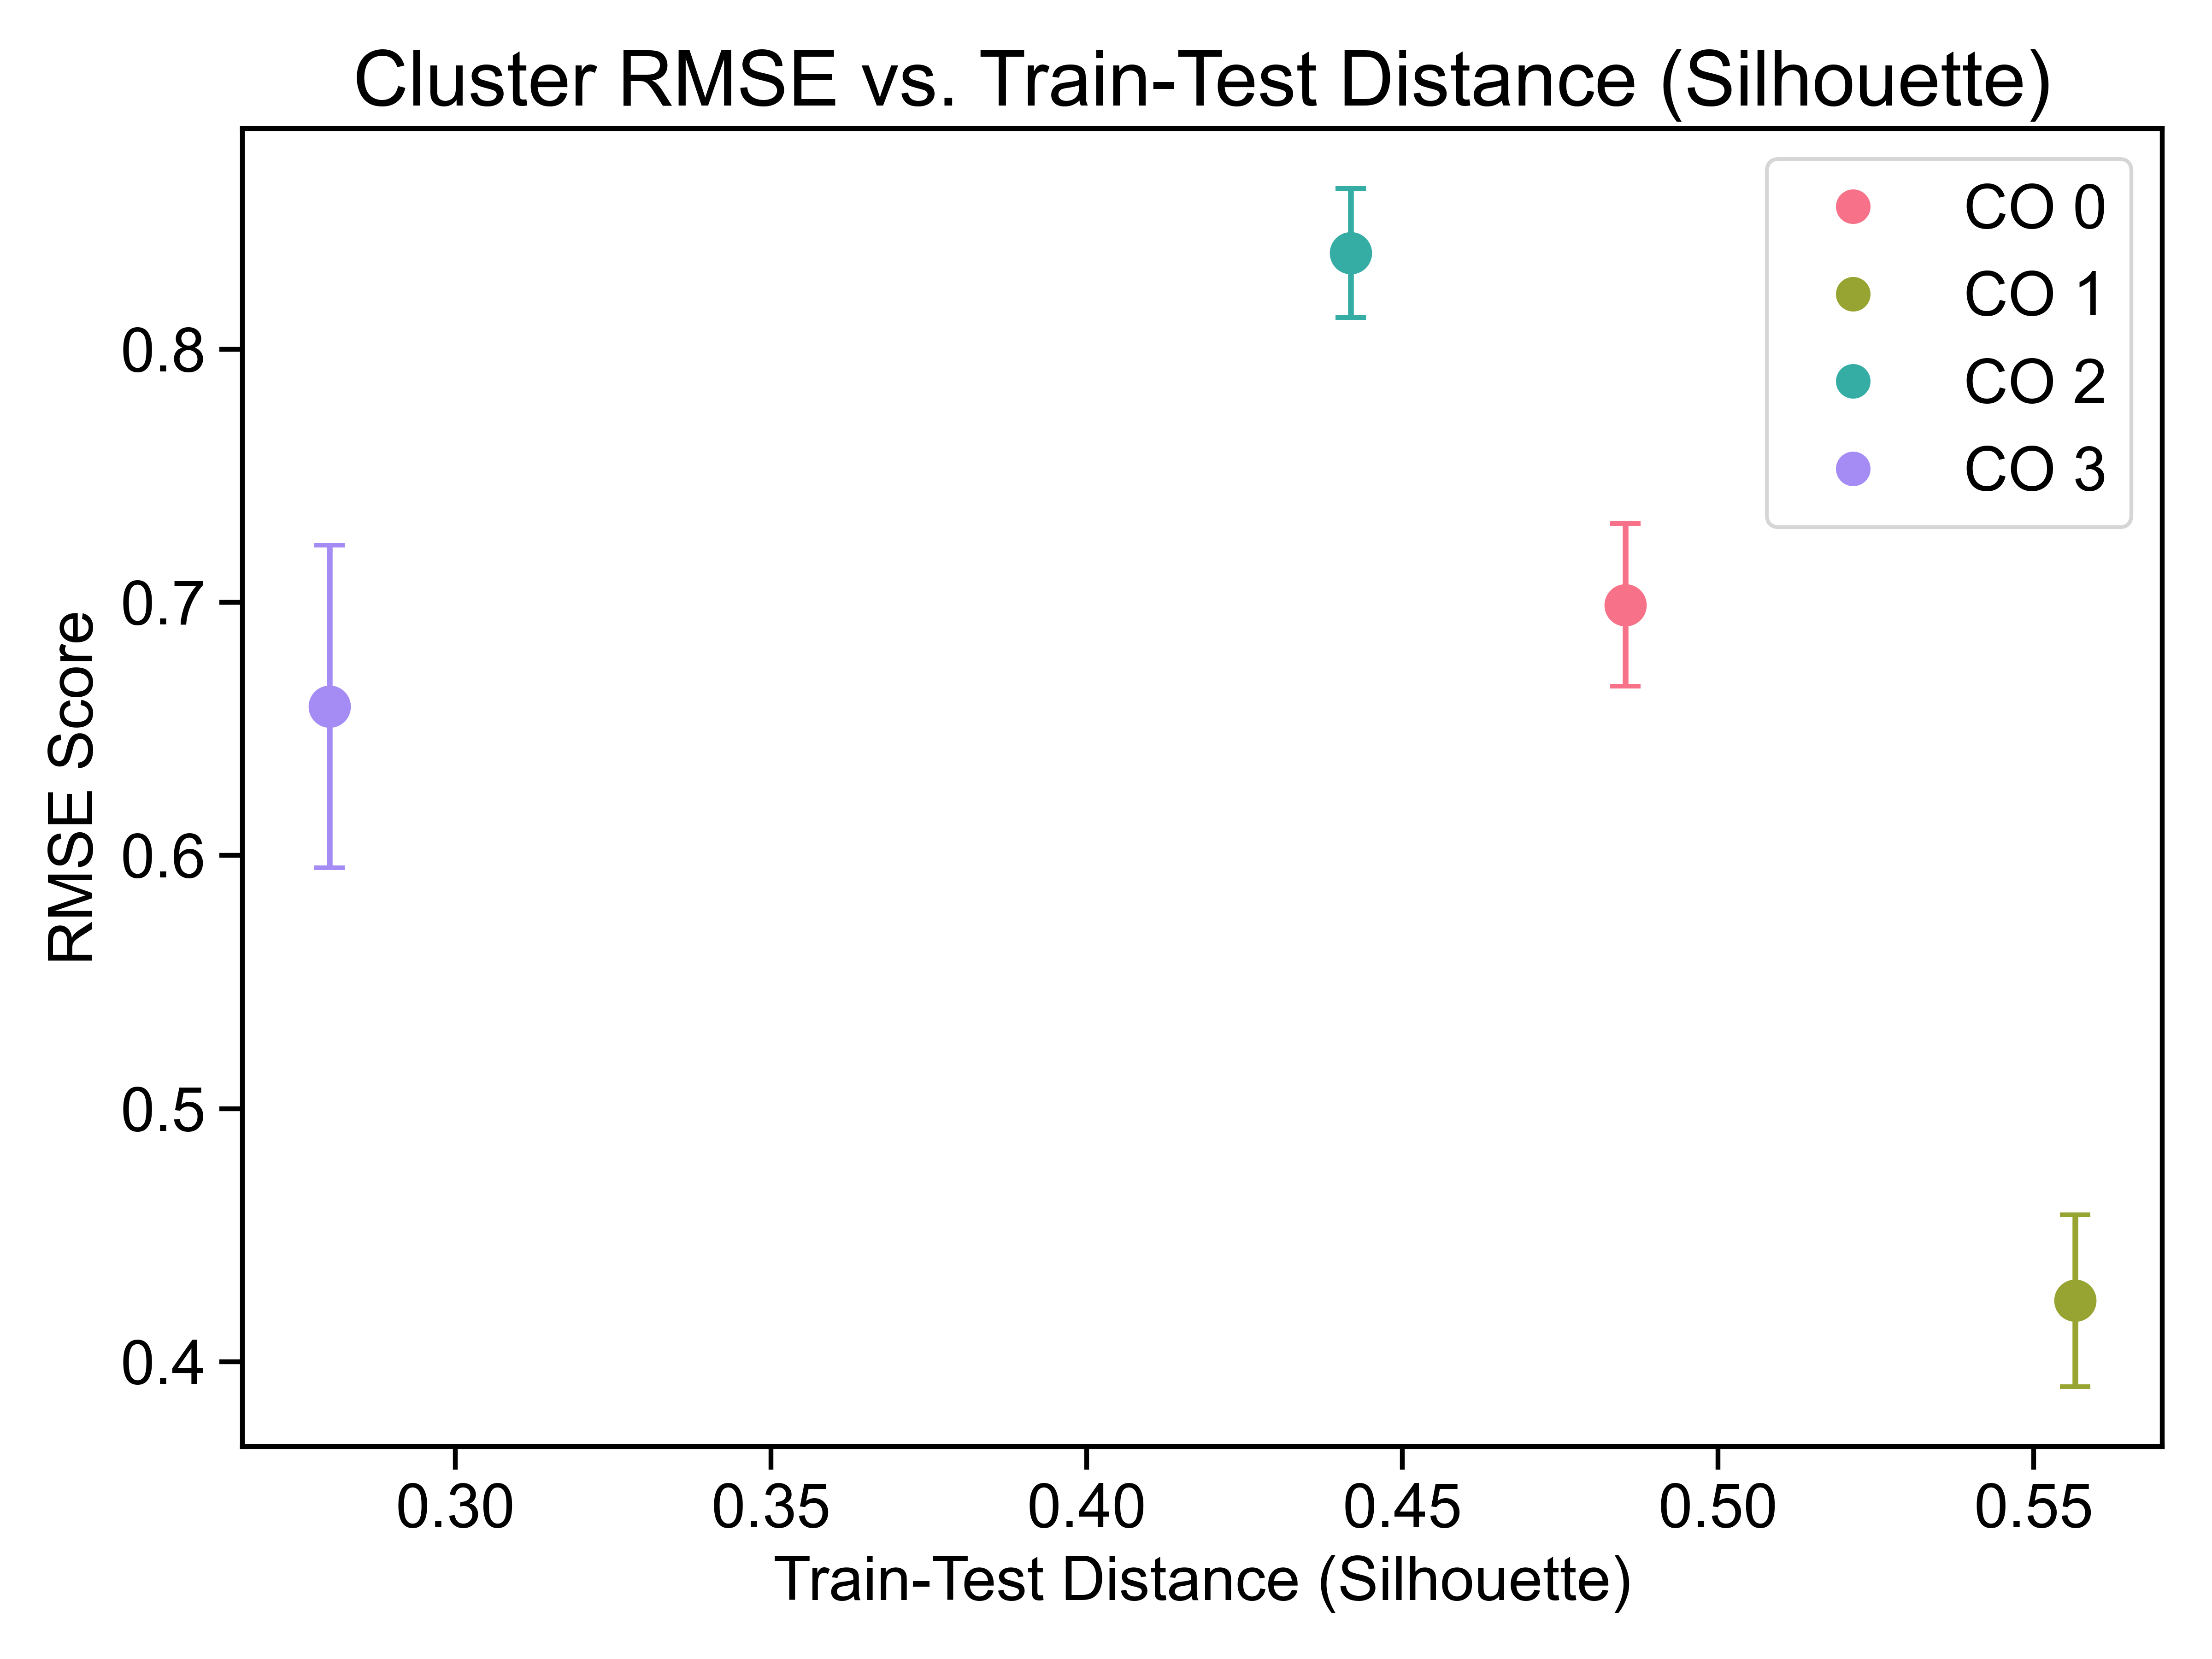 Cluster RMSE vs. Train-Test Distance (Silhouette)
CO 0
CO 1
CO 2
CO 3
RMSE Score
0.8
0.7
0.6
0.5
0.4
0.30 0.35 0.40 0.45 0.50 0.55
Train-Test Distance (Silhouette)